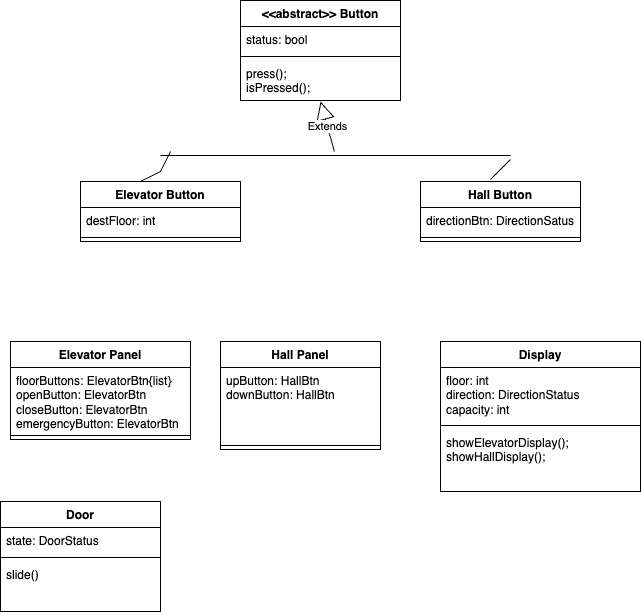 <<abstract>> Button
status: bool
press();
isPressed();
Extends
Elevator Button
destFloor: int
Hall Button
directionBtn: DirectionSatus
Elevator Panel
floorButtons: ElevatorBtn{list}
openButton: ElevatorBtn
closeButton: ElevatorBtn
emergencyButton: ElevatorBtn
Hall Panel
upButton: HallBtn
downButton: HallBtn
Display
floor: int
direction: DirectionStatus
capacity: int
showElevatorDisplay();
showHallDisplay();
Door
state: DoorStatus
slide()